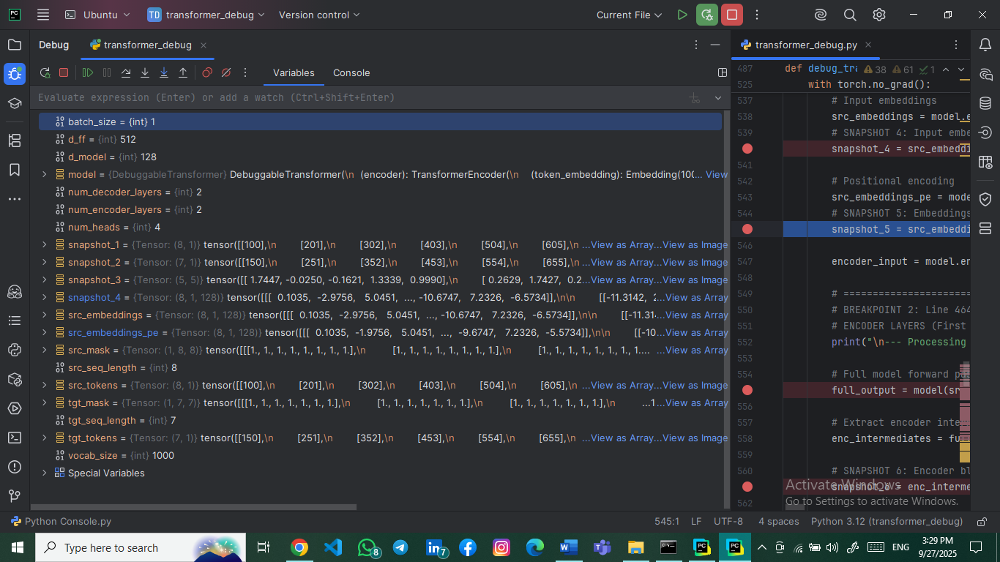 PC Ubuntu TD transformer_debug Version control Current File
Debug transformer_debug
transformer_debug.py
Variables Console
Evaluate expression (Enter) or add a watch (Ctrl+Shift+Enter)
batch_size = {int} 1
d_ff = {int} 512
d_model = {int} 128
model = {DebuggableTransformer} DebuggableTransformer(\n (encoder): TransformerEncoder(\n (token_embedding): Embedding(100... View
num_decoder_layers = {int} 2
num_encoder_layers = {int} 2
num_heads = {int} 4
snapshot_1 = {Tensor: (8, 1)} tensor([[100],\n [201],\n [302],\n [403],\n [504],\n [605],\n ...View as Array...View as Image
snapshot_2 = {Tensor: (7, 1)} tensor([[150],\n [251],\n [352],\n [453],\n [554],\n [655],\n ...View as Array...View as Image
snapshot_3 = {Tensor: (5, 5)} tensor([[ 1.7447, -0.0250, -0.1621, 1.3339, 0.9990],\n [ 0.2629, 1.7427, 0.2...View as Array...View as Image
snapshot_4 = {Tensor: (8, 1, 128)} tensor([[[ 0.1035, -2.9756, 5.0451, ..., -10.6747, 7.2326, -6.5734]],\n\n [[-11.3142, 2...View as Array
src_embeddings = {Tensor: (8, 1, 128)} tensor([[[ 0.1035, -2.9756, 5.0451, ..., -10.6747, 7.2326, -6.5734]],\n\n [[-11.314...View as Array
src_embeddings_pe = {Tensor: (8, 1, 128)} tensor([[[ 0.1035, -1.9756, 5.0451, ..., -9.6747, 7.2326, -5.5734]],\n\n [[-10...View as Array
src_mask = {Tensor: (1, 8, 8)} tensor([[[1., 1., 1., 1., 1., 1., 1., 1.],\n [1., 1., 1., 1., 1., 1., 1., 1.],\n [1., 1., 1., 1., 1., 1., 1., 1.... ...View as Array
src_seq_length = {int} 8
src_tokens = {Tensor: (8, 1)} tensor([[100],\n [201],\n [302],\n [403],\n [504],\n [605],\n ...View as Array...View as Image
tgt_mask = {Tensor: (1, 7, 7)} tensor([[[1., 1., 1., 1., 1., 1., 1.],\n [1., 1., 1., 1., 1., 1., 1.],\n [1., 1., 1., 1., 1., 1., 1.],\n ...1...View as Array
tgt_seq_length = {int} 7
tgt_tokens = {Tensor: (7, 1)} tensor([[150],\n [251],\n [352],\n [453],\n [554],\n [655],\n ...View as Array...View as Image
vocab_size = {int} 1000
Special Variables
487 def debug_tra 38 61 1
525 with torch.no_grad():
537 # Input embeddings
538 src_embeddings = model.e
539 # SNAPSHOT 4: Input embe
snapshot_4 = src_embeddi
541
542 # Positional encoding
543 src_embeddings_pe = mode
544 # SNAPSHOT 5: Embeddings
snapshot_5 = src_embeddi
546
547 encoder_input = model.en
548
549 # =======================
550 # BREAKPOINT 2: Line 464
551 # ENCODER LAYERS (First
552 print("\n--- Processing
553
554 # Full model forward p
full_output = model(sr
556
557 # Extract encoder inte
558 enc_intermediates = fu
559
560 # SNAPSHOT 6: Encoder bl
snapshot_6 = enc_interme
562
Activate Windows
Go to Settings to activate Windows.
Python Console.py 545:1 LF UTF-8 4 spaces Python 3.12 (transformer_debug)
Type here to search 8 7 ENG 3:29 PM
9/27/2025